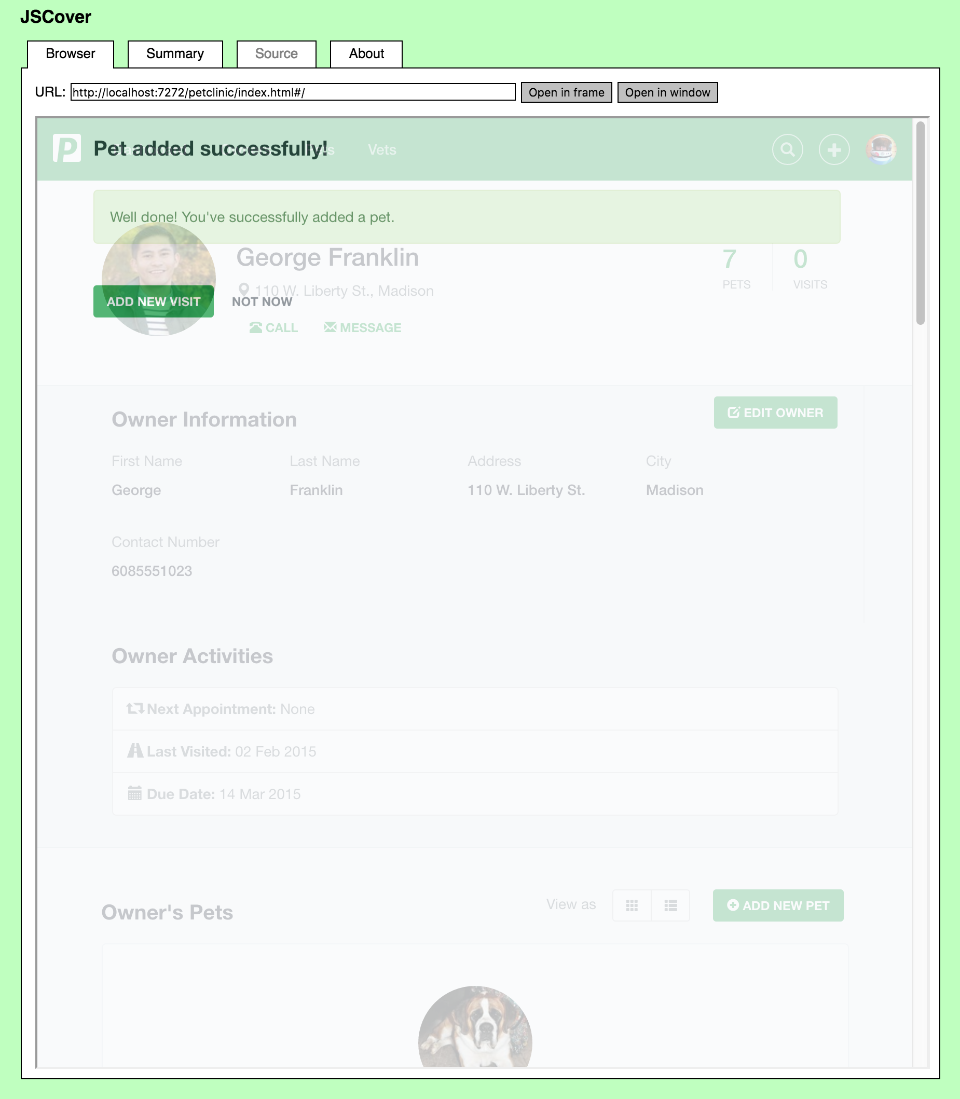 JSCover
Browser Summary Source About
URL: http://localhost:7272/petclinic/index.html#/ Open in frame Open in window
P Pet added successfully! Vets
Well done! You've successfully added a pet.
George Franklin
7 0
110 W. Liberty St., Madison
PETS VISITS
ADD NEW VISIT NOT NOW
CALL MESSAGE
Owner Information
EDIT OWNER
First Name Last Name Address City
George Franklin 110 W. Liberty St. Madison
Contact Number
6085551023
Owner Activities
Next Appointment: None
Last Visited: 02 Feb 2015
Due Date: 14 Mar 2015
Owner's Pets View as ADD NEW PET